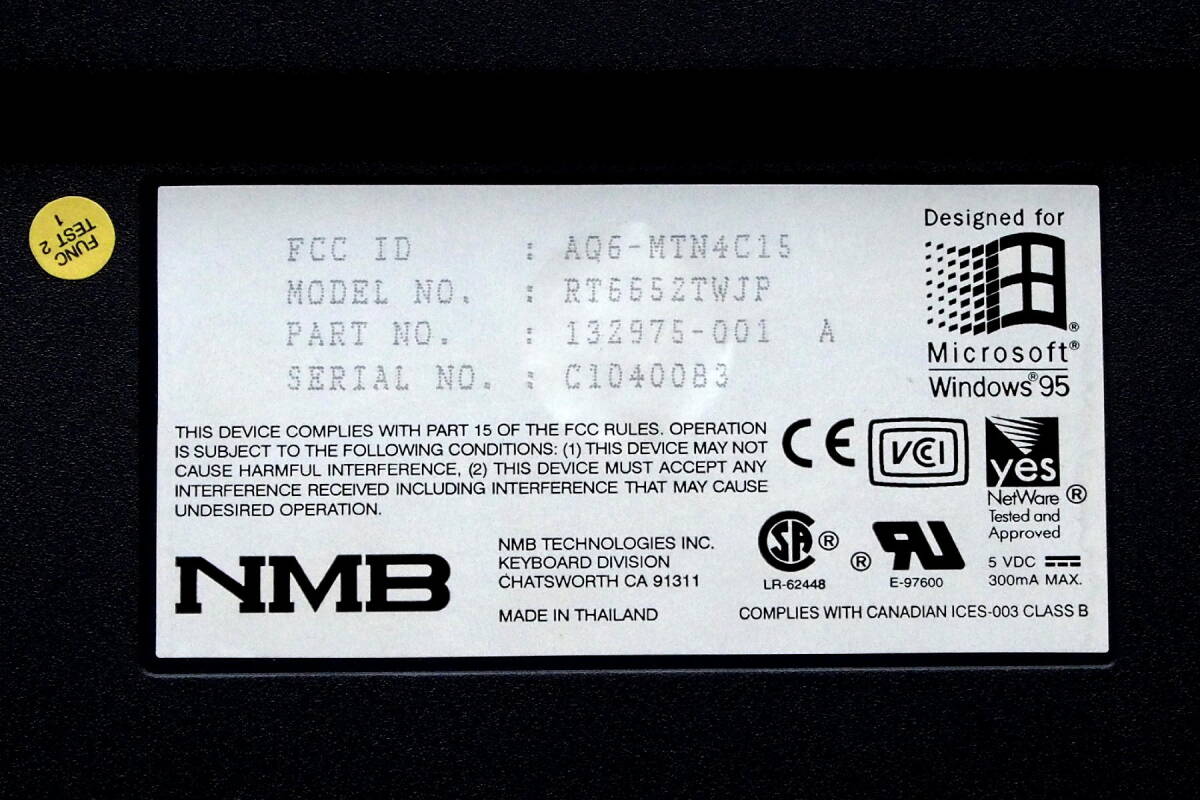 FUNC
TEST 2
1
FCC ID : AQ6-MTN4C15
MODEL NO. : RT6652TWJP
PART NO. : 132975-001 A
SERIAL NO. : C1040083
Designed for
Microsoft®
Windows®95
THIS DEVICE COMPLIES WITH PART 15 OF THE FCC RULES. OPERATION
IS SUBJECT TO THE FOLLOWING CONDITIONS: (1) THIS DEVICE MAY NOT
CAUSE HARMFUL INTERFERENCE, (2) THIS DEVICE MUST ACCEPT ANY
INTERFERENCE RECEIVED INCLUDING INTERFERENCE THAT MAY CAUSE
UNDESIRED OPERATION.
CE
VCI
yes
NetWare ®
Tested and
Approved
NMB
NMB TECHNOLOGIES INC.
KEYBOARD DIVISION
CHATSWORTH CA 91311
MADE IN THAILAND
SA ®
LR-62448
® RU
E-97600
5 VDC
300mA MAX.
COMPLIES WITH CANADIAN ICES-003 CLASS B